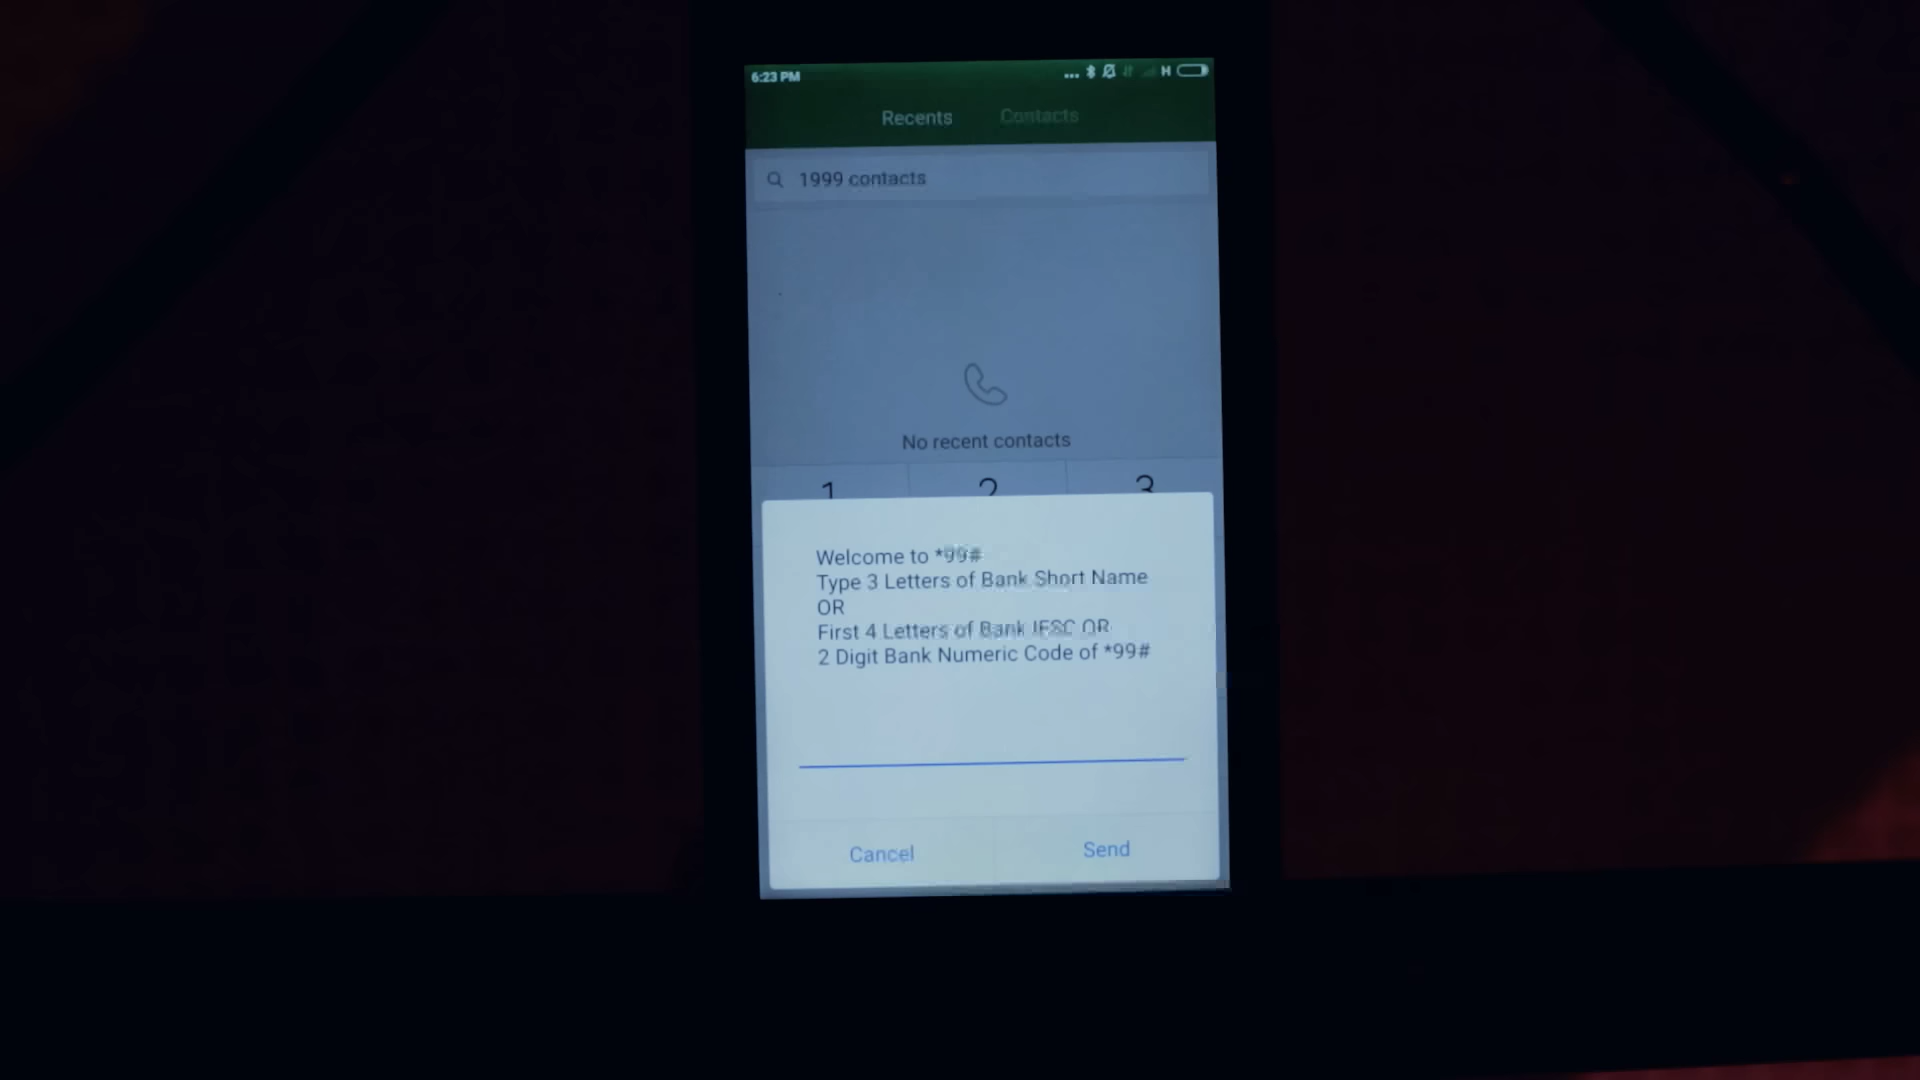 6:23 PM
... H
Recents Contacts
1999 contacts
No recent contacts
1 2 3
Welcome to *99#
Type 3 Letters of Bank Short Name
OR
First 4 Letters of Bank IFSC OR
2 Digit Bank Numeric Code of *99#
Cancel Send